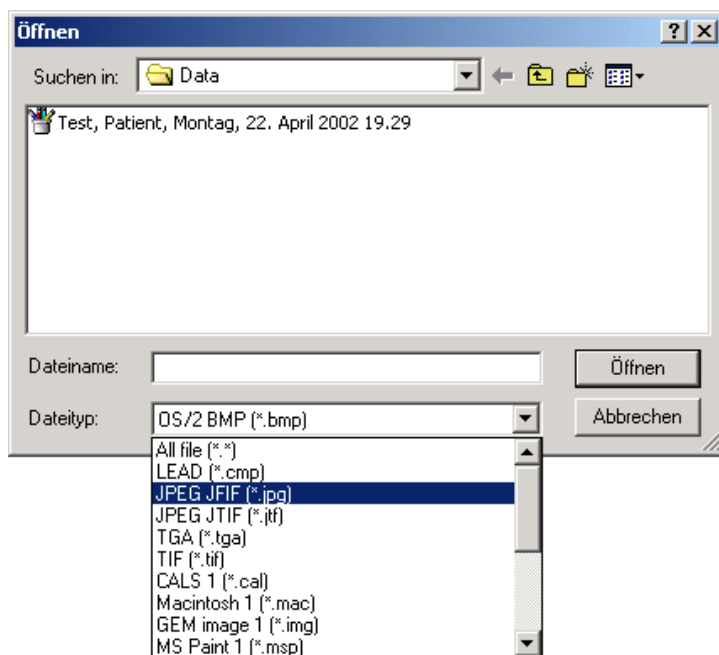 Öffnen
Suchen in: Data
Test, Patient, Montag, 22. April 2002 19.29
Dateiname: Öffnen
Dateityp: OS/2 BMP (*.bmp) Abbrechen
All file (*.*)
LEAD (*.cmp)
JPEG JFIF (*.jpg)
JPEG JTIF (*.jtf)
TGA (*.tga)
TIF (*.tif)
CALS 1 (*.cal)
Macintosh 1 (*.mac)
GEM image 1 (*.img)
MS Paint 1 (*.msp)